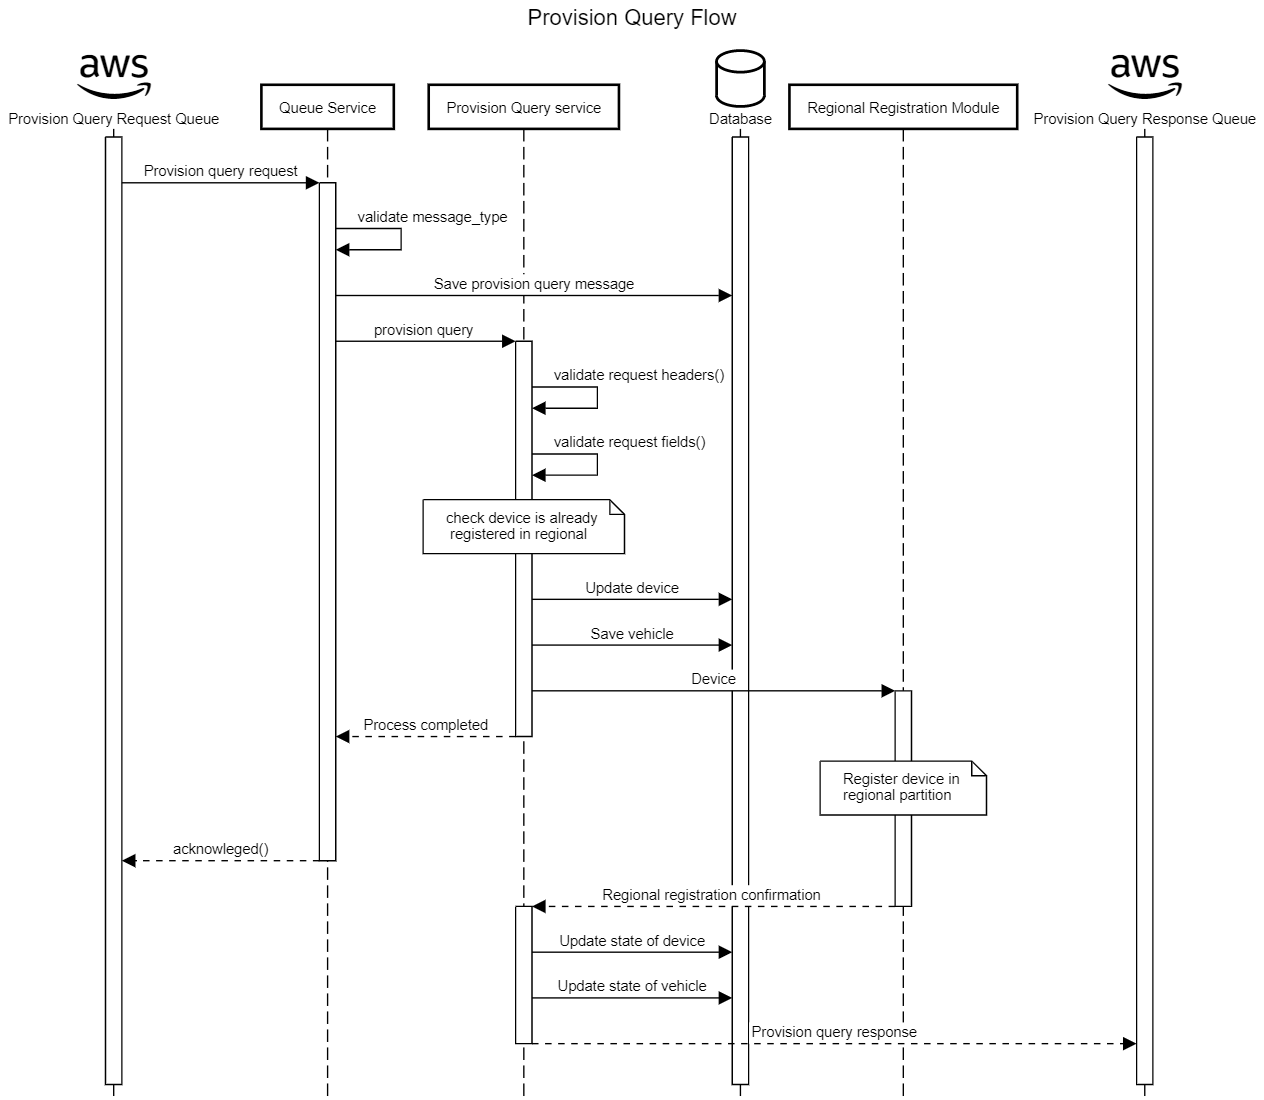 Provision Query Flow
aws
aws
Provision Query Request Queue
Queue Service
Provision Query service
Database
Regional Registration Module
Provision Query Response Queue
Provision query request
validate message_type
Save provision query message
provision query
validate request headers()
validate request fields()
check device is already
registered in regional
Update device
Save vehicle
Device
Process completed
Register device in
regional partition
acknowleged()
Regional registration confirmation
Update state of device
Update state of vehicle
Provision query response